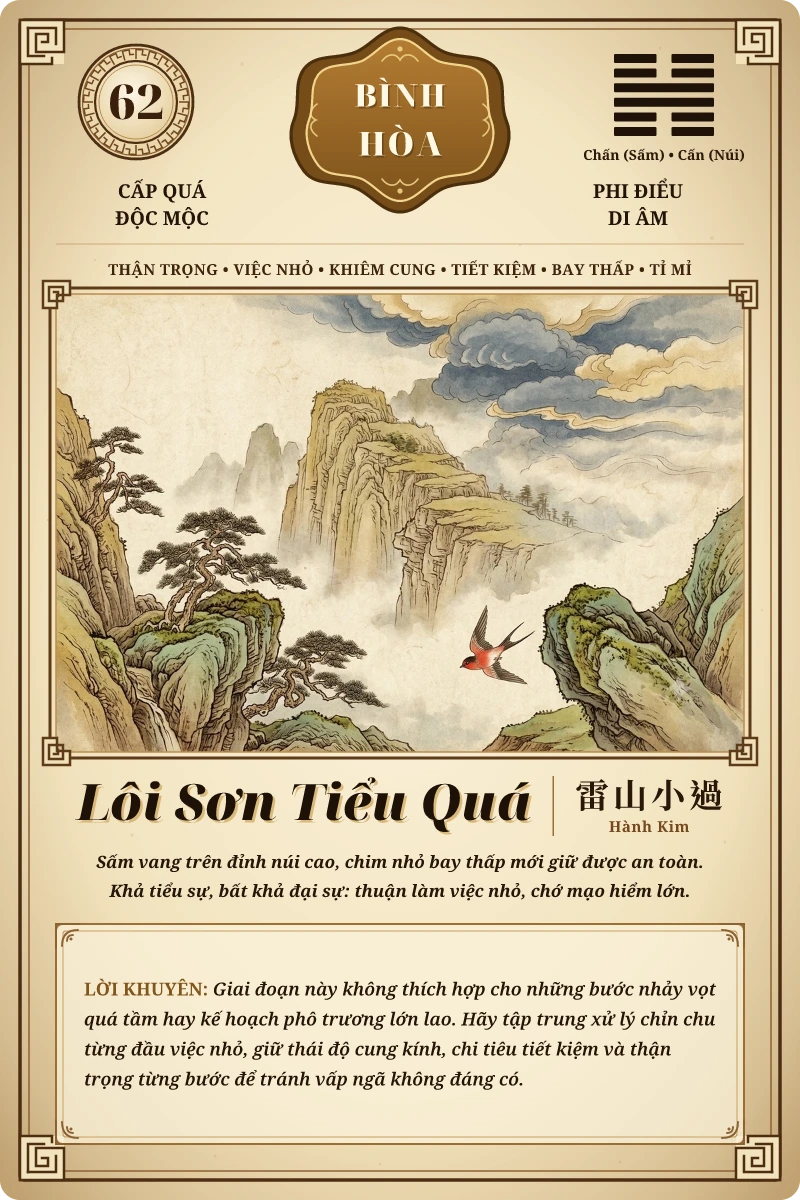 62
BÌNH
HÒA
Chấn (Sấm) • Cấn (Núi)
CẤP QUÁ
ĐỘC MỘC
PHI ĐIỂU
DI ÂM
THẬN TRỌNG • VIỆC NHỎ • KHIÊM CUNG • TIẾT KIỆM • BAY THẤP • TỈ MỈ
Lôi Sơn Tiểu Quá
雷山小過
Hành Kim
Sấm vang trên đỉnh núi cao, chim nhỏ bay thấp mới giữ được an toàn.
Khả tiểu sự, bất khả đại sự: thuận làm việc nhỏ, chớ mạo hiểm lớn.
LỜI KHUYÊN: Giai đoạn này không thích hợp cho những bước nhảy vọt
quá tầm hay kế hoạch phô trương lớn lao. Hãy tập trung xử lý chỉn chu
từng đầu việc nhỏ, giữ thái độ cung kính, chi tiêu tiết kiệm và thận
trọng từng bước để tránh vấp ngã không đáng có.